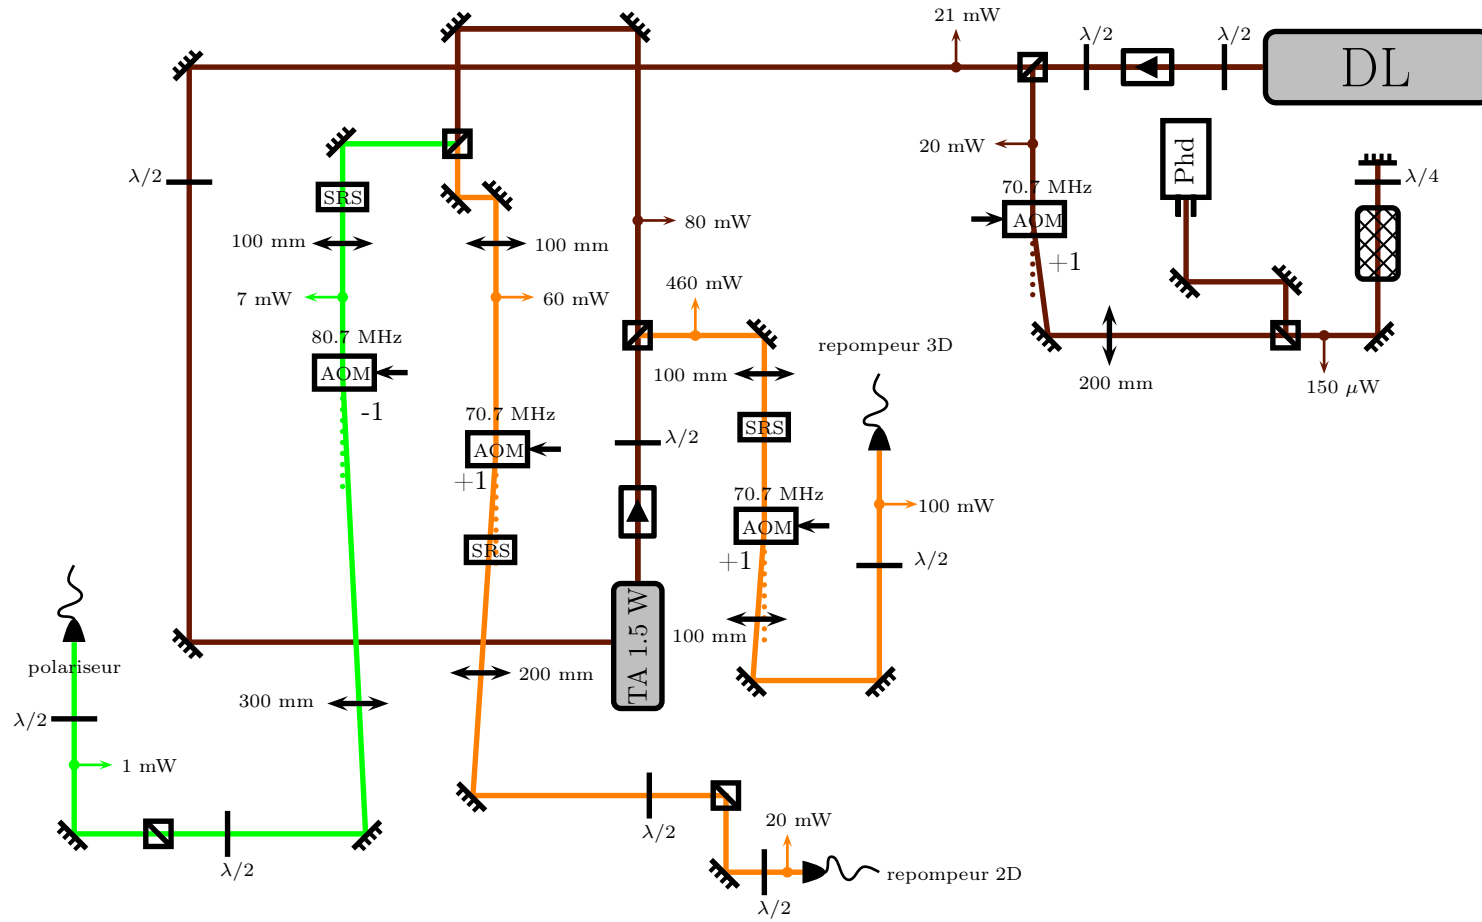 21 mW
λ/2
λ/2
DL
20 mW
Phd
λ/2
SRS
70.7 MHz
AOM
+1
λ/4
80 mW
100 mm
100 mm
7 mW
60 mW
460 mW
80.7 MHz
AOM
-1
repompeur 3D
100 mm
200 mm
150 μW
70.7 MHz
AOM
+1
λ/2
SRS
SRS
70.7 MHz
AOM
+1
100 mW
λ/2
TA 1.5 W
100 mm
polariseur
300 mm
200 mm
λ/2
1 mW
λ/2
λ/2
20 mW
λ/2
repompeur 2D